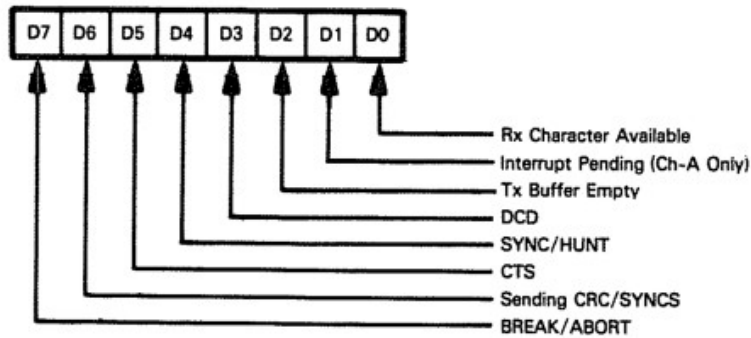 D7 D6 D5 D4 D3 D2 D1 D0
Rx Character Available
Interrupt Pending (Ch-A Only)
Tx Buffer Empty
DCD
SYNC/HUNT
CTS
Sending CRC/SYNCS
BREAK/ABORT